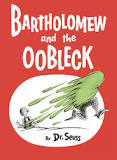 BARTHOLOMEW
and the
OOBLECK
By Dr. Seuss